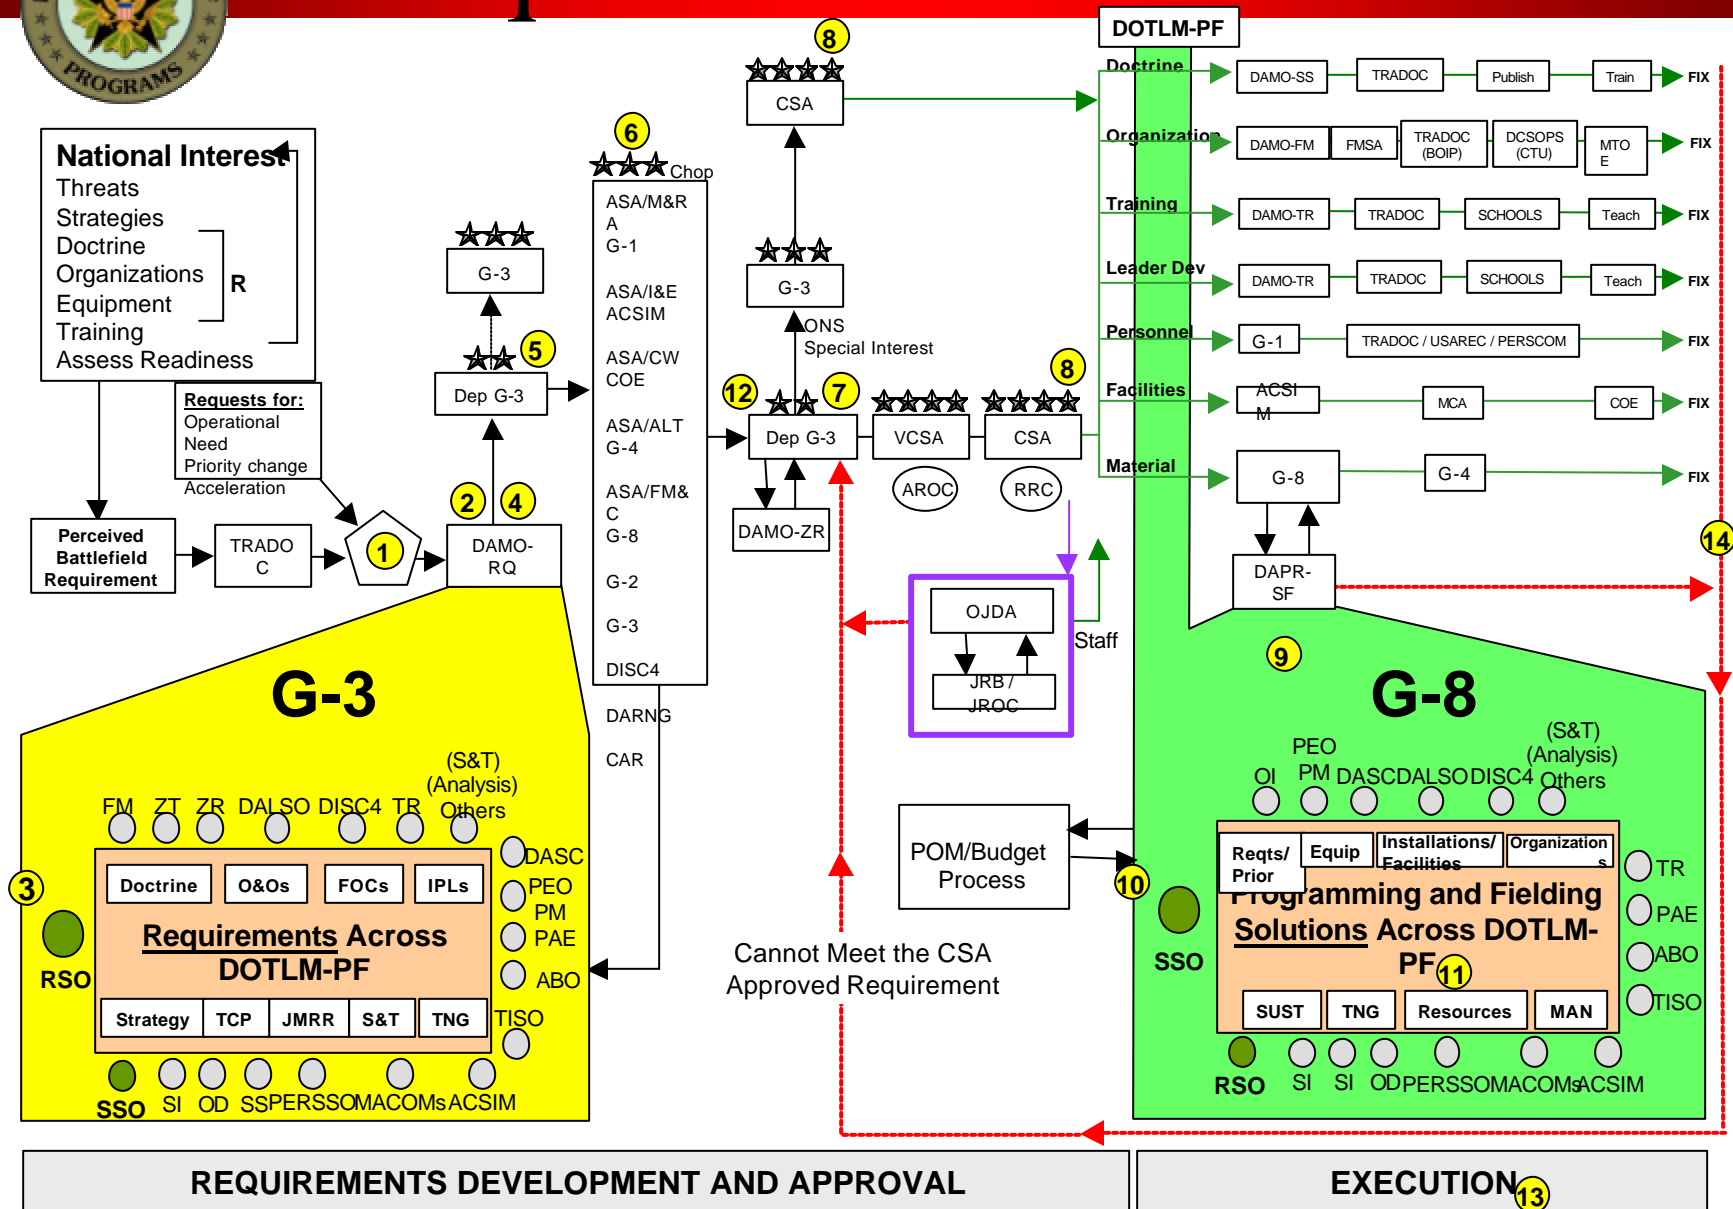 PROGRAMS
DOTLM-PF
National Interest
Threats
Strategies
Doctrine
Organizations
Equipment
Training
Assess Readiness
R
Requests for:
Operational
Need
Priority change
Acceleration
Perceived
Battlefield
Requirement
TRADO
C
1
2
4
DAMO-
RQ
G-3
5
Dep G-3
6
Chop
ASA/M&R
A
G-1
ASA/I&E
ACSIM
ASA/CW
COE
ASA/ALT
G-4
ASA/FM&
C
G-8
G-2
G-3
DISC4
DARNG
CAR
8
CSA
G-3
ONS
Special Interest
12
7
Dep G-3
DAMO-ZR
VCSA
AROC
8
CSA
RRC
OJDA
JRB /
JROC
Staff
Doctrine
DAMO-SS
TRADOC
Publish
Train
FIX
Organization
DAMO-FM
FMSA
TRADOC
(BOIP)
DCSOPS
(CTU)
MTO
E
FIX
Training
DAMO-TR
TRADOC
SCHOOLS
Teach
FIX
Leader Dev
DAMO-TR
TRADOC
SCHOOLS
Teach
FIX
Personnel
G-1
TRADOC / USAREC / PERSCOM
FIX
Facilities
ACSI
M
MCA
COE
FIX
Material
G-8
G-4
FIX
DAPR-
SF
14
G-3
FM ZT ZR DALSO DISC4 TR
(S&T)
(Analysis)
Others
3
RSO
Doctrine
O&Os
FOCs
IPLs
Requirements Across
DOTLM-PF
Strategy
TCP
JMRR
S&T
TNG
DASC
PEO
PM
PAE
ABO
TISO
SSO SI OD SS PERSSO MACOMs ACSIM
POM/Budget
Process
10
Cannot Meet the CSA
Approved Requirement
9
G-8
OI
PEO
PM
DASC DALSO DISC4
(S&T)
(Analysis)
Others
SSO
Reqts/
Prior
Equip
Installations/
Facilities
Organization
s
Programming and Fielding
Solutions Across DOTLM-
PF
11
SUST
TNG
Resources
MAN
TR
PAE
ABO
TISO
RSO SI SI OD PERSSO MACOMs ACSIM
REQUIREMENTS DEVELOPMENT AND APPROVAL
EXECUTION
13